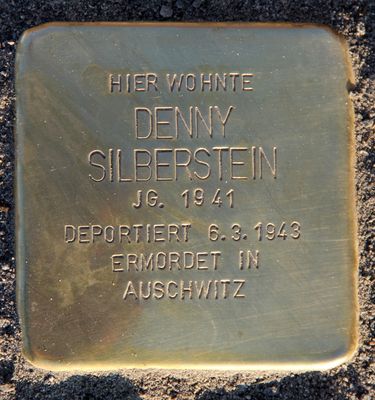 HIER WOHNTE
DENNY
SILBERSTEIN
JG. 1941
DEPORTIERT 6.3.1943
ERMORDET IN
AUSCHWITZ